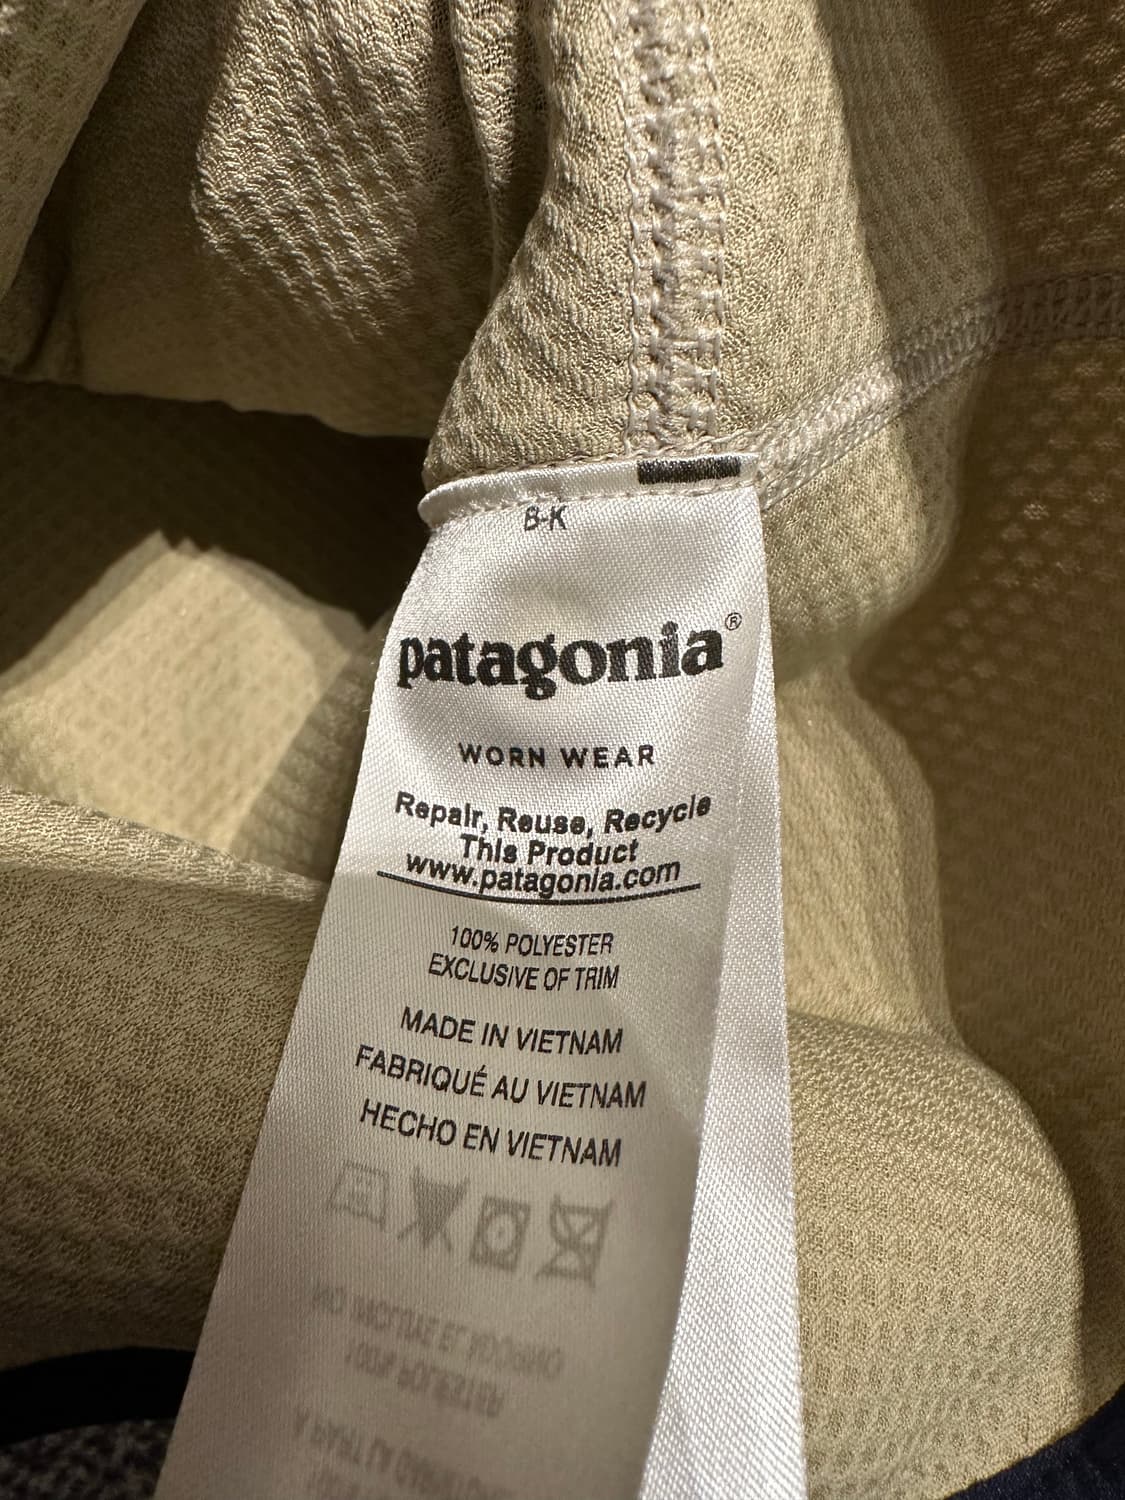 B-K
patagonia®
WORN WEAR
Repair, Reuse, Recycle
This Product
www.patagonia.com
100% POLYESTER
EXCLUSIVE OF TRIM
MADE IN VIETNAM
FABRIQUÉ AU VIETNAM
HECHO EN VIETNAM